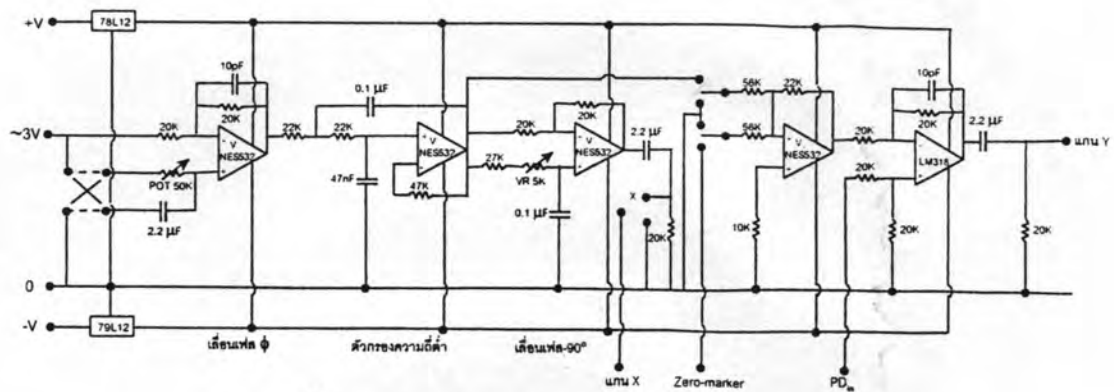 +V
78L12
10pF
20K
~3V
20K
POT 50K
2.2 µF
V
NE5532
22K
22K
0.1 µF
47nF
V
NE5532
47K
20K
27K
VR 5K
0.1 µF
20K
V
NE5532
2.2 µF
X
20K
56K
22K
56K
V
NE5532
10K
20K
20K
10pF
20K
V
LM318
20K
2.2 µF
20K
แกน Y
0
-V
79L12
เลื่อนเฟส ϕ
ตัวกรองความถี่ต่ำ
เลื่อนเฟส-90°
แกน X
Zero-marker
PDin